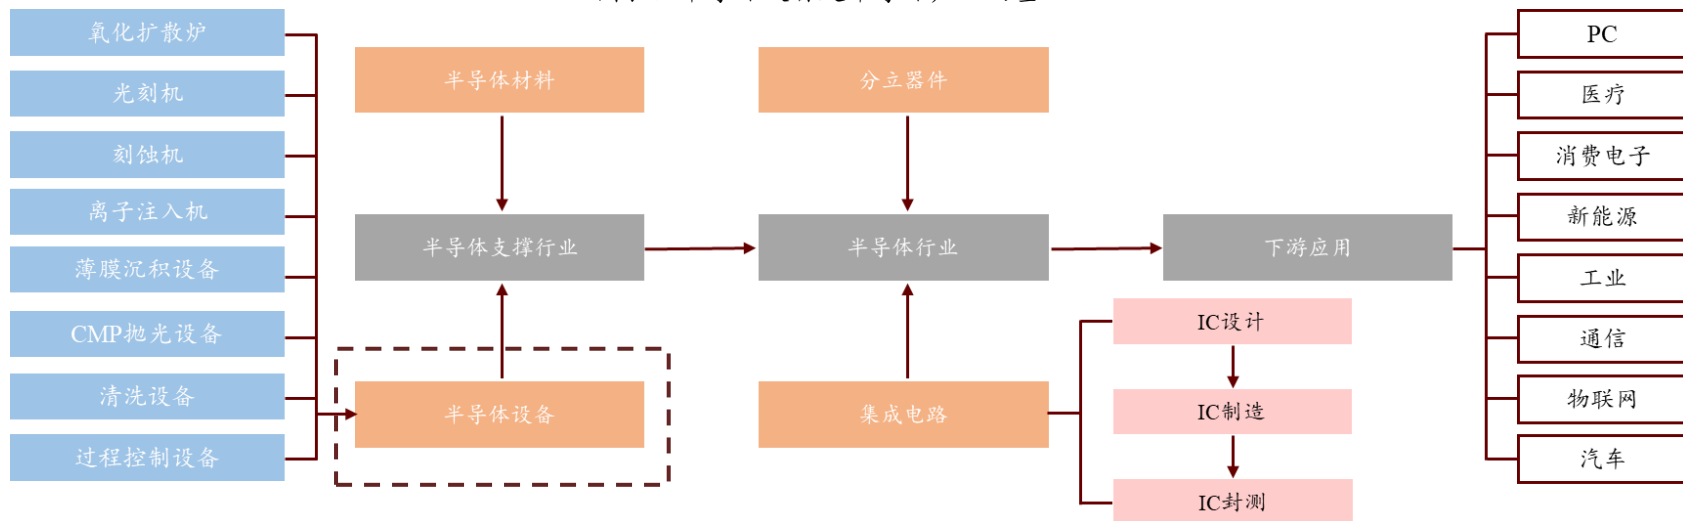 氧化扩散炉
光刻机
刻蚀机
离子注入机
薄膜沉积设备
CMP抛光设备
清洗设备
过程控制设备
半导体材料
半导体支撑行业
半导体设备
分立器件
半导体行业
集成电路
下游应用
IC设计
IC制造
IC封测
PC
医疗
消费电子
新能源
工业
通信
物联网
汽车